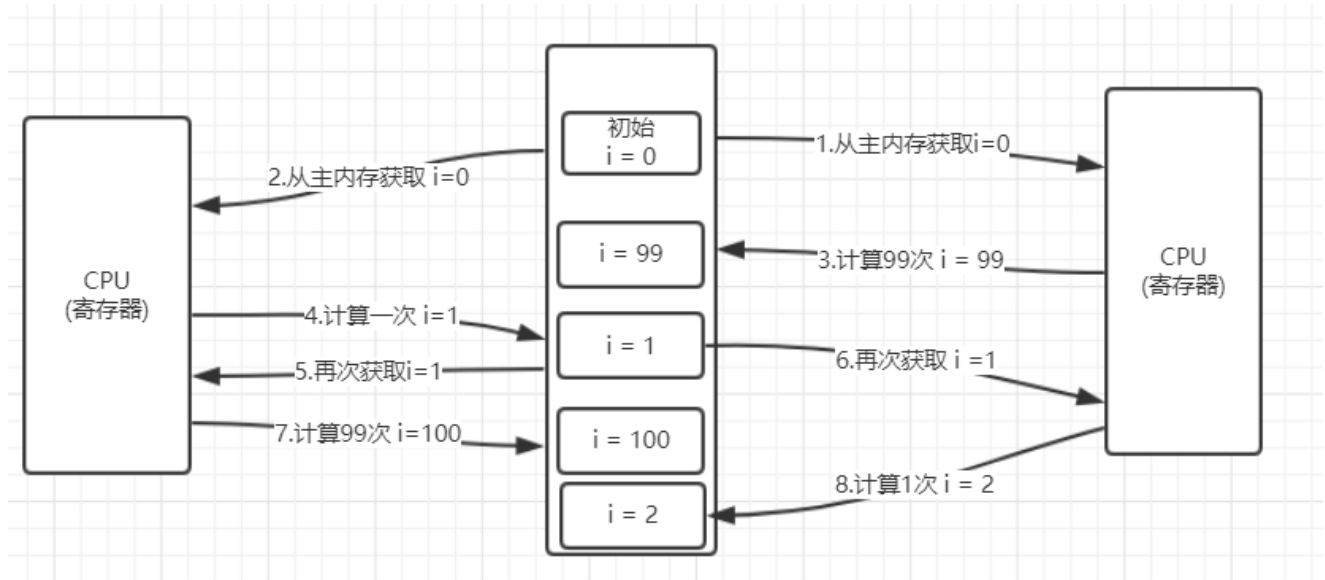 初始
i = 0
1.从主内存获取i=0
2.从主内存获取 i=0
i = 99
3.计算99次 i = 99
CPU
(寄存器)
CPU
(寄存器)
4.计算一次 i=1
i = 1
5.再次获取i=1
6.再次获取 i =1
7.计算99次 i=100
i = 100
8.计算1次 i = 2
i = 2